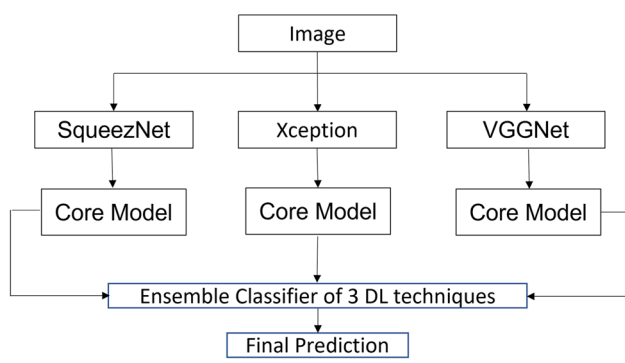 Image
SqueezNet
Xception
VGGNet
Core Model
Core Model
Core Model
Ensemble Classifier of 3 DL techniques
Final Prediction